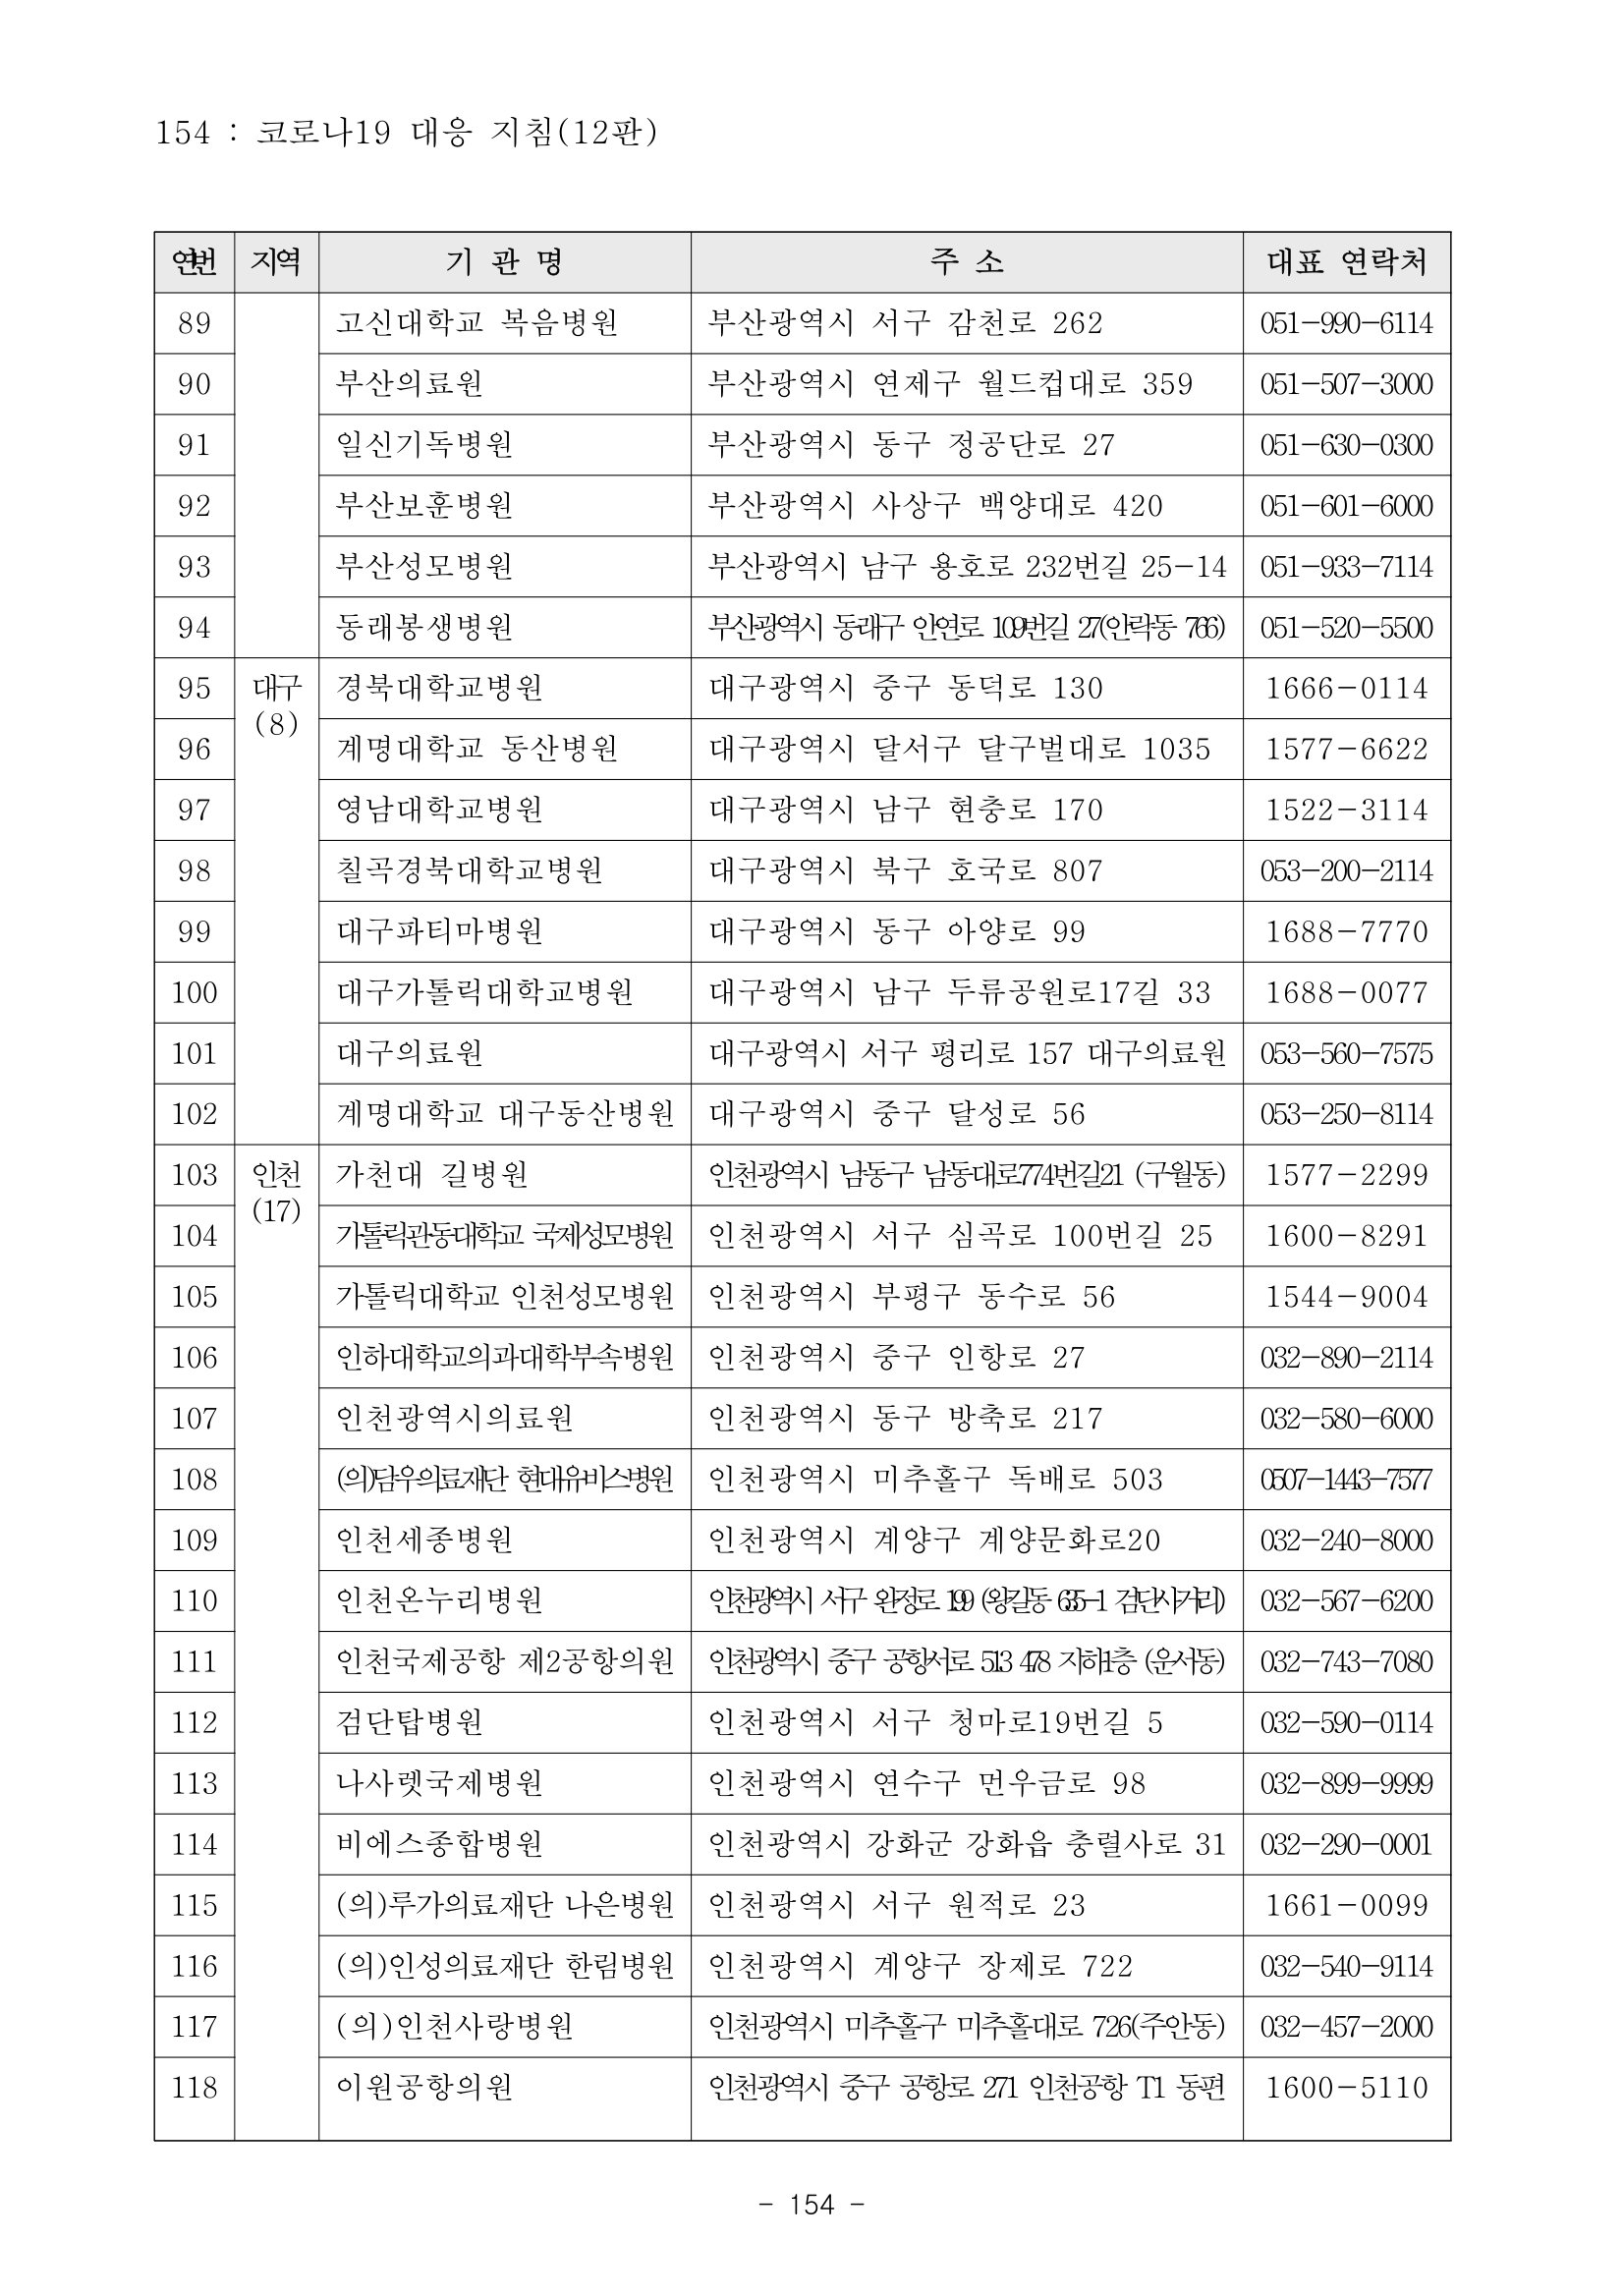 154 : 코로나19 대응 지침(12판)
연번 지역 기 관 명 주 소 대표 연락처
89 고신대학교 복음병원 부산광역시 서구 감천로 262 051-990-6114
90 부산의료원 부산광역시 연제구 월드컵대로 359 051-507-3000
91 일신기독병원 부산광역시 동구 정공단로 27 051-630-0300
92 부산보훈병원 부산광역시 사상구 백양대로 420 051-601-6000
93 부산성모병원 부산광역시 남구 용호로 232번길 25-14 051-933-7114
94 동래봉생병원 부산광역시 동래구 안연로 109번길 27(안락동 766) 051-520-5500
95 대구 경북대학교병원 대구광역시 중구 동덕로 130 1666-0114
(8)
96 계명대학교 동산병원 대구광역시 달서구 달구벌대로 1035 1577-6622
97 영남대학교병원 대구광역시 남구 현충로 170 1522-3114
98 칠곡경북대학교병원 대구광역시 북구 호국로 807 053-200-2114
99 대구파티마병원 대구광역시 동구 아양로 99 1688-7770
100 대구가톨릭대학교병원 대구광역시 남구 두류공원로17길 33 1688-0077
101 대구의료원 대구광역시 서구 평리로 157 대구의료원 053-560-7575
102 계명대학교 대구동산병원 대구광역시 중구 달성로 56 053-250-8114
103 인천 가천대 길병원 인천광역시 남동구 남동대로774번길21 (구월동) 1577-2299
(17)
104 가톨릭관동대학교 국제성모병원 인천광역시 서구 심곡로 100번길 25 1600-8291
105 가톨릭대학교 인천성모병원 인천광역시 부평구 동수로 56 1544-9004
106 인하대학교의과대학부속병원 인천광역시 중구 인항로 27 032-890-2114
107 인천광역시의료원 인천광역시 동구 방축로 217 032-580-6000
108 (의)담우의료재단 현대유비스병원 인천광역시 미추홀구 독배로 503 0507-1443-7577
109 인천세종병원 인천광역시 계양구 계양문화로20 032-240-8000
110 인천온누리병원 인천광역시 서구 완정로 199 (왕길동 635-1 검단사거리) 032-567-6200
111 인천국제공항 제2공항의원 인천광역시 중구 공항서로 513 478 지하1층 (운서동) 032-743-7080
112 검단탑병원 인천광역시 서구 청마로19번길 5 032-590-0114
113 나사렛국제병원 인천광역시 연수구 먼우금로 98 032-899-9999
114 비에스종합병원 인천광역시 강화군 강화읍 충렬사로 31 032-290-0001
115 (의)루가의료재단 나은병원 인천광역시 서구 원적로 23 1661-0099
116 (의)인성의료재단 한림병원 인천광역시 계양구 장제로 722 032-540-9114
117 (의)인천사랑병원 인천광역시 미추홀구 미추홀대로 726(주안동) 032-457-2000
118 이원공항의원 인천광역시 중구 공항로 271 인천공항 T1 동편 1600-5110
- 154 -